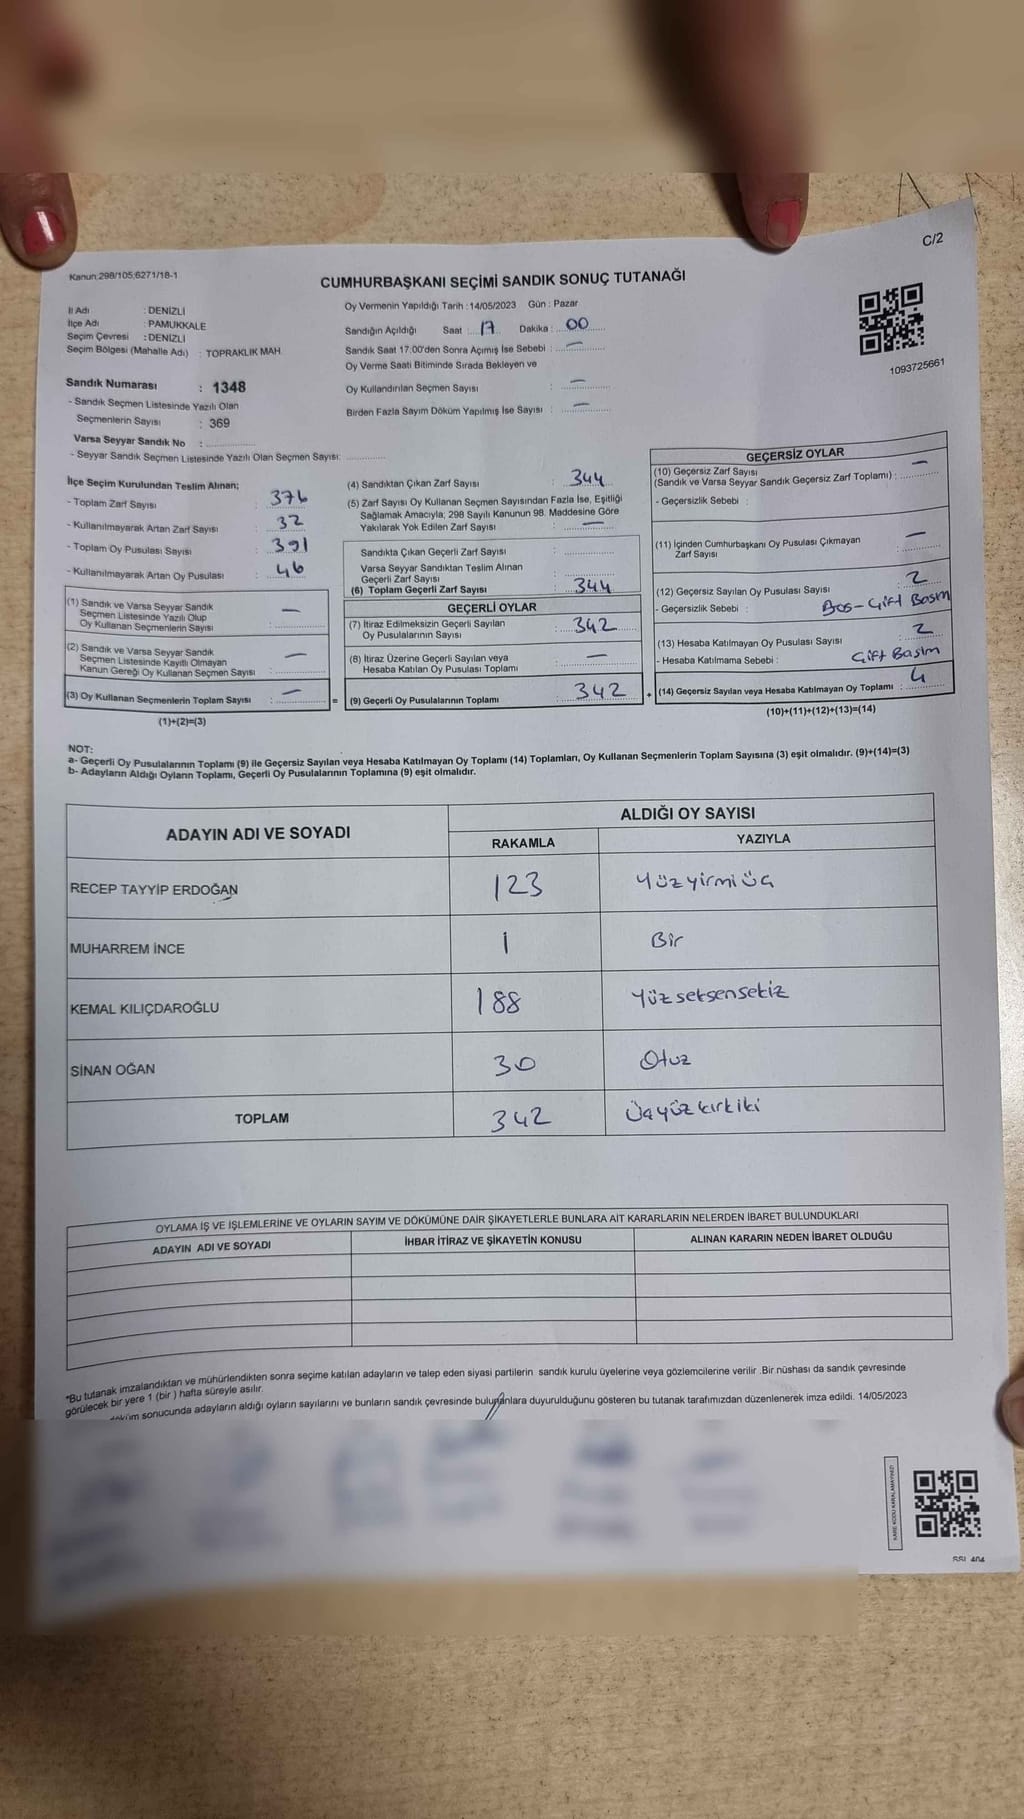 C/2
Kanun:298/105;6271/18-1
CUMHURBAŞKANI SEÇİMİ SANDIK SONUÇ TUTANAĞI
İl Adı : DENİZLİ
İlçe Adı : PAMUKKALE
Seçim Çevresi : DENİZLİ
Seçim Bölgesi (Mahalle Adı) : TOPRAKLIK MAH.
Sandık Numarası : 1348
- Sandık Seçmen Listesinde Yazılı Olan
Seçmenlerin Sayısı : 369
Varsa Seyyar Sandık No :
- Seyyar Sandık Seçmen Listesinde Yazılı Olan Seçmen Sayısı:
Oy Vermenin Yapıldığı Tarih :14/05/2023 Gün : Pazar
Sandığın Açıldığı Saat : 17 Dakika : 00
Sandık Saat 17:00'den Sonra Açımış İse Sebebi : —
Oy Verme Saati Bitiminde Sırada Bekleyen ve
Oy Kullandırılan Seçmen Sayısı : —
Birden Fazla Sayım Döküm Yapılmış İse Sayısı : —
1093725661
İlçe Seçim Kurulundan Teslim Alınan;
- Toplam Zarf Sayısı : 376
- Kullanılmayarak Artan Zarf Sayısı : 32
- Toplam Oy Pusulası Sayısı : 391
- Kullanılmayarak Artan Oy Pusulası : 46
(1) Sandık ve Varsa Seyyar Sandık
Seçmen Listesinde Yazılı Olup
Oy Kullanan Seçmenlerin Sayısı : —
(2) Sandık ve Varsa Seyyar Sandık
Seçmen Listesinde Kayıtlı Olmayan
Kanun Gereği Oy Kullanan Seçmen Sayısı : —
(3) Oy Kullanan Seçmenlerin Toplam Sayısı : — =
(1)+(2)=(3)
(4) Sandıktan Çıkan Zarf Sayısı : 344
(5) Zarf Sayısı Oy Kullanan Seçmen Sayısından Fazla İse, Eşitliği
Sağlamak Amacıyla; 298 Sayılı Kanunun 98. Maddesine Göre
Yakılarak Yok Edilen Zarf Sayısı : —
Sandıkta Çıkan Geçerli Zarf Sayısı :
Varsa Seyyar Sandıktan Teslim Alınan
Geçerli Zarf Sayısı :
(6) Toplam Geçerli Zarf Sayısı : 344
GEÇERLİ OYLAR
(7) İtiraz Edilmeksizin Geçerli Sayılan
Oy Pusulalarının Sayısı : 342
(8) İtiraz Üzerine Geçerli Sayılan veya
Hesaba Katılan Oy Pusulası Toplamı : —
(9) Geçerli Oy Pusulalarının Toplamı : 342 +
GEÇERSİZ OYLAR
(10) Geçersiz Zarf Sayısı
(Sandık ve Varsa Seyyar Sandık Geçersiz Zarf Toplamı) : —
- Geçersizlik Sebebi :
(11) İçinden Cumhurbaşkanı Oy Pusulası Çıkmayan
Zarf Sayısı : —
(12) Geçersiz Sayılan Oy Pusulası Sayısı : 2
- Geçersizlik Sebebi : Boş-Çift Basım
(13) Hesaba Katılmayan Oy Pusulası Sayısı : 2
- Hesaba Katılmama Sebebi : Çift Basım
(14) Geçersiz Sayılan veya Hesaba Katılmayan Oy Toplamı : 4
(10)+(11)+(12)+(13)=(14)
NOT:
a- Geçerli Oy Pusulalarının Toplamı (9) ile Geçersiz Sayılan veya Hesaba Katılmayan Oy Toplamı (14) Toplamları, Oy Kullanan Seçmenlerin Toplam Sayısına (3) eşit olmalıdır. (9)+(14)=(3)
b- Adayların Aldığı Oyların Toplamı, Geçerli Oy Pusulalarının Toplamına (9) eşit olmalıdır.
ADAYIN ADI VE SOYADI
ALDIĞI OY SAYISI
RAKAMLA YAZIYLA
RECEP TAYYİP ERDOĞAN 123 Yüzyirmiüç
MUHARREM İNCE 1 Bir
KEMAL KILIÇDAROĞLU 188 Yüzseksensekiz
SİNAN OĞAN 30 Otuz
TOPLAM 342 Üçyüzkırkiki
OYLAMA İŞ VE İŞLEMLERİNE VE OYLARIN SAYIM VE DÖKÜMÜNE DAİR ŞİKAYETLERLE BUNLARA AİT KARARLARIN NELERDEN İBARET BULUNDUKLARI
ADAYIN ADI VE SOYADI İHBAR İTİRAZ VE ŞİKAYETİN KONUSU ALINAN KARARIN NEDEN İBARET OLDUĞU
*Bu tutanak imzalandıktan ve mühürlendikten sonra seçime katılan adayların ve talep eden siyasi partilerin sandık kurulu üyelerine veya gözlemcilerine verilir .Bir nüshası da sandık çevresinde
görülecek bir yere 1 (bir ) hafta süreyle asılır.
sonucunda adayların aldığı oyların sayılarını ve bunların sandık çevresinde bulunanlara duyurulduğunu gösteren bu tutanak tarafımızdan düzenlenerek imza edildi. 14/05/2023
KARE KODU KARALAMAYINIZ!